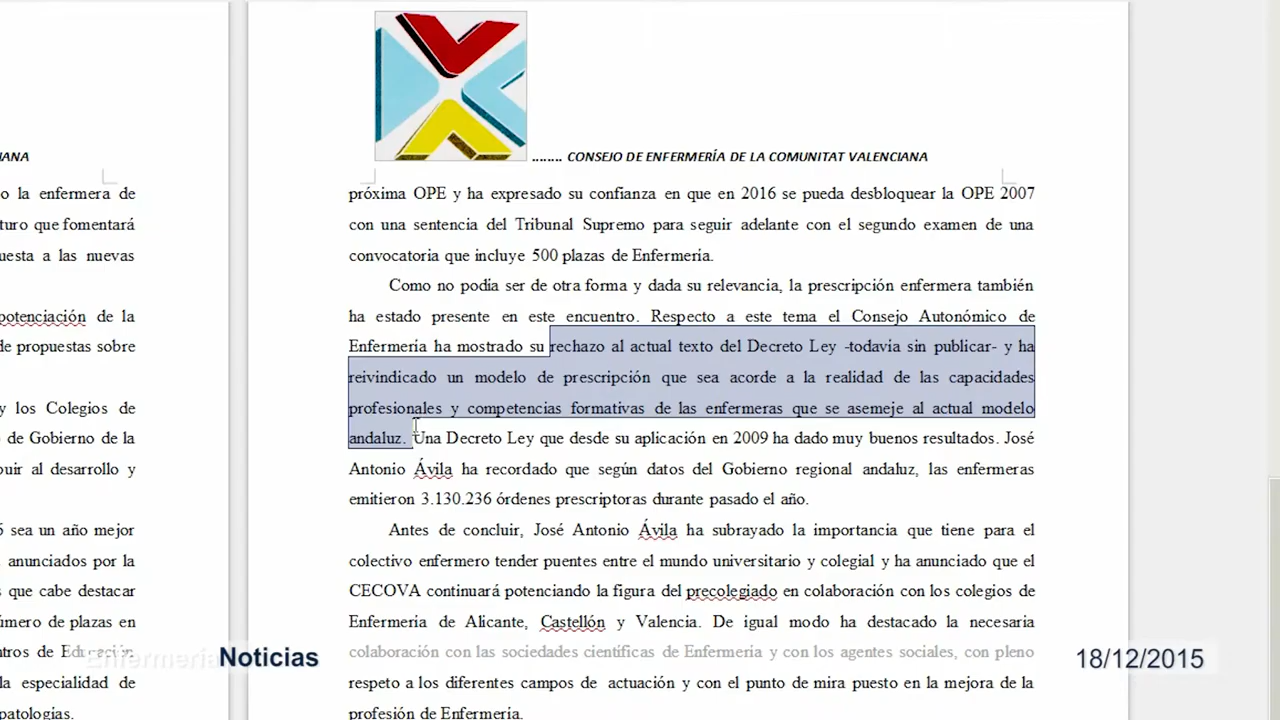 IANA
o la enfermera de
turo que fomentará
uesta a las nuevas
potenciación de la
de propuestas sobre
y los Colegios de
o de Gobierno de la
buir al desarrollo y
5 sea un año mejor
anunciados por la
s que cabe destacar
úmero de plazas en
ntros de Educación
la especialidad de
patologías.
........ CONSEJO DE ENFERMERÍA DE LA COMUNITAT VALENCIANA
próxima OPE y ha expresado su confianza en que en 2016 se pueda desbloquear la OPE 2007
con una sentencia del Tribunal Supremo para seguir adelante con el segundo examen de una
convocatoria que incluye 500 plazas de Enfermería.
Como no podía ser de otra forma y dada su relevancia, la prescripción enfermera también
ha estado presente en este encuentro. Respecto a este tema el Consejo Autonómico de
Enfermería ha mostrado su rechazo al actual texto del Decreto Ley -todavía sin publicar- y ha
reivindicado un modelo de prescripción que sea acorde a la realidad de las capacidades
profesionales y competencias formativas de las enfermeras que se asemeje al actual modelo
andaluz. Una Decreto Ley que desde su aplicación en 2009 ha dado muy buenos resultados. José
Antonio Ávila ha recordado que según datos del Gobierno regional andaluz, las enfermeras
emitieron 3.130.236 órdenes prescriptoras durante pasado el año.
Antes de concluir, José Antonio Ávila ha subrayado la importancia que tiene para el
colectivo enfermero tender puentes entre el mundo universitario y colegial y ha anunciado que el
CECOVA continuará potenciando la figura del precolegiado en colaboración con los colegios de
Enfermería de Alicante, Castellón y Valencia. De igual modo ha destacado la necesaria
colaboración con las sociedades científicas de Enfermería y con los agentes sociales, con pleno
respeto a los diferentes campos de actuación y con el punto de mira puesto en la mejora de la
profesión de Enfermería.
EnfermeríaNoticias
18/12/2015